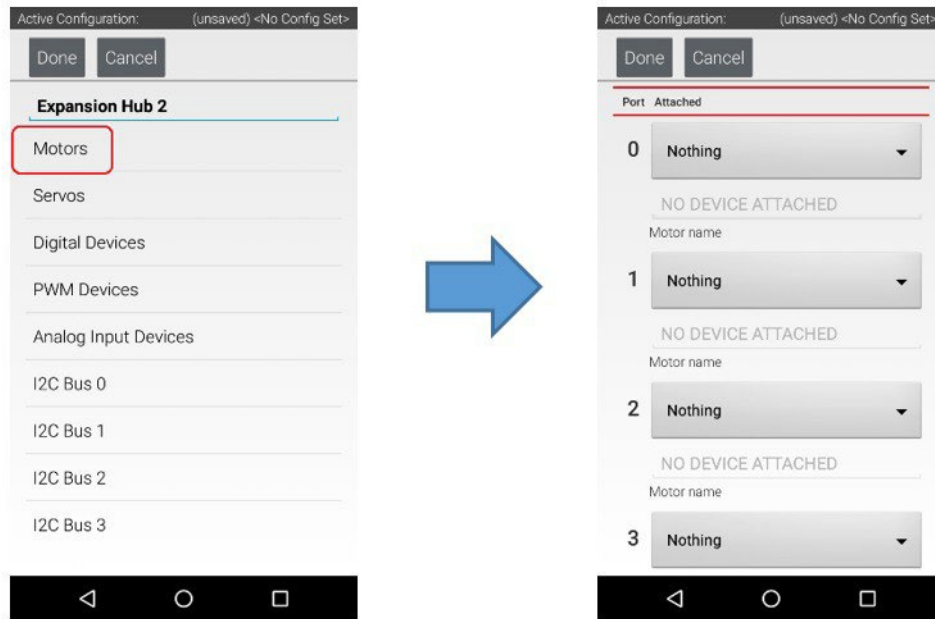 Active Configuration: (unsaved) <No Config Set>
Done Cancel
Expansion Hub 2
Motors
Servos
Digital Devices
PWM Devices
Analog Input Devices
I2C Bus 0
I2C Bus 1
I2C Bus 2
I2C Bus 3
Active Configuration: (unsaved) <No Config Set>
Done Cancel
Port Attached
0 Nothing
NO DEVICE ATTACHED
Motor name
1 Nothing
NO DEVICE ATTACHED
Motor name
2 Nothing
NO DEVICE ATTACHED
Motor name
3 Nothing